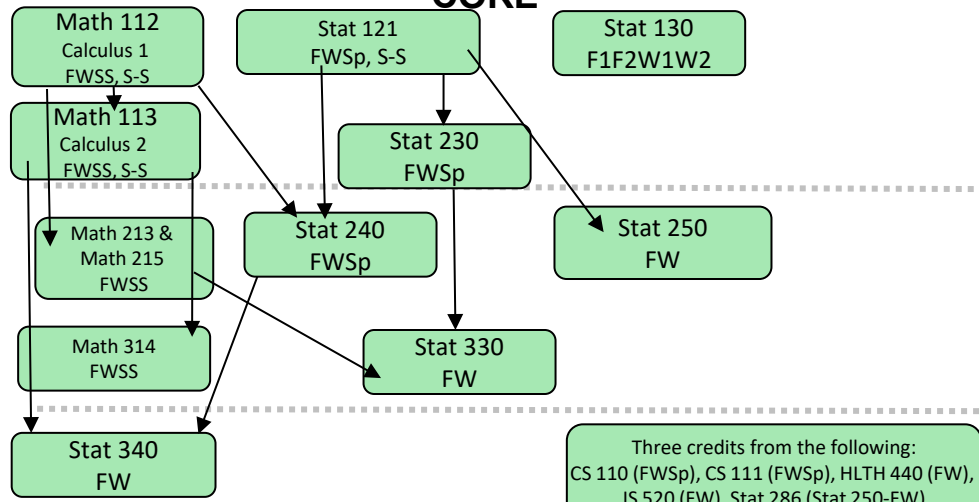 CORE
Math 112
Calculus 1
FWSS, S-S
Stat 121
FWSp, S-S
Stat 130
F1F2W1W2
Math 113
Calculus 2
FWSS, S-S
Stat 230
FWSp
Math 213 &
Math 215
FWSS
Stat 240
FWSp
Stat 250
FW
Math 314
FWSS
Stat 330
FW
Stat 340
FW
Three credits from the following:
CS 110 (FWSp), CS 111 (FWSp), HLTH 440 (FW),
IS 520 (FW), Stat 286 (Stat 250-FW)